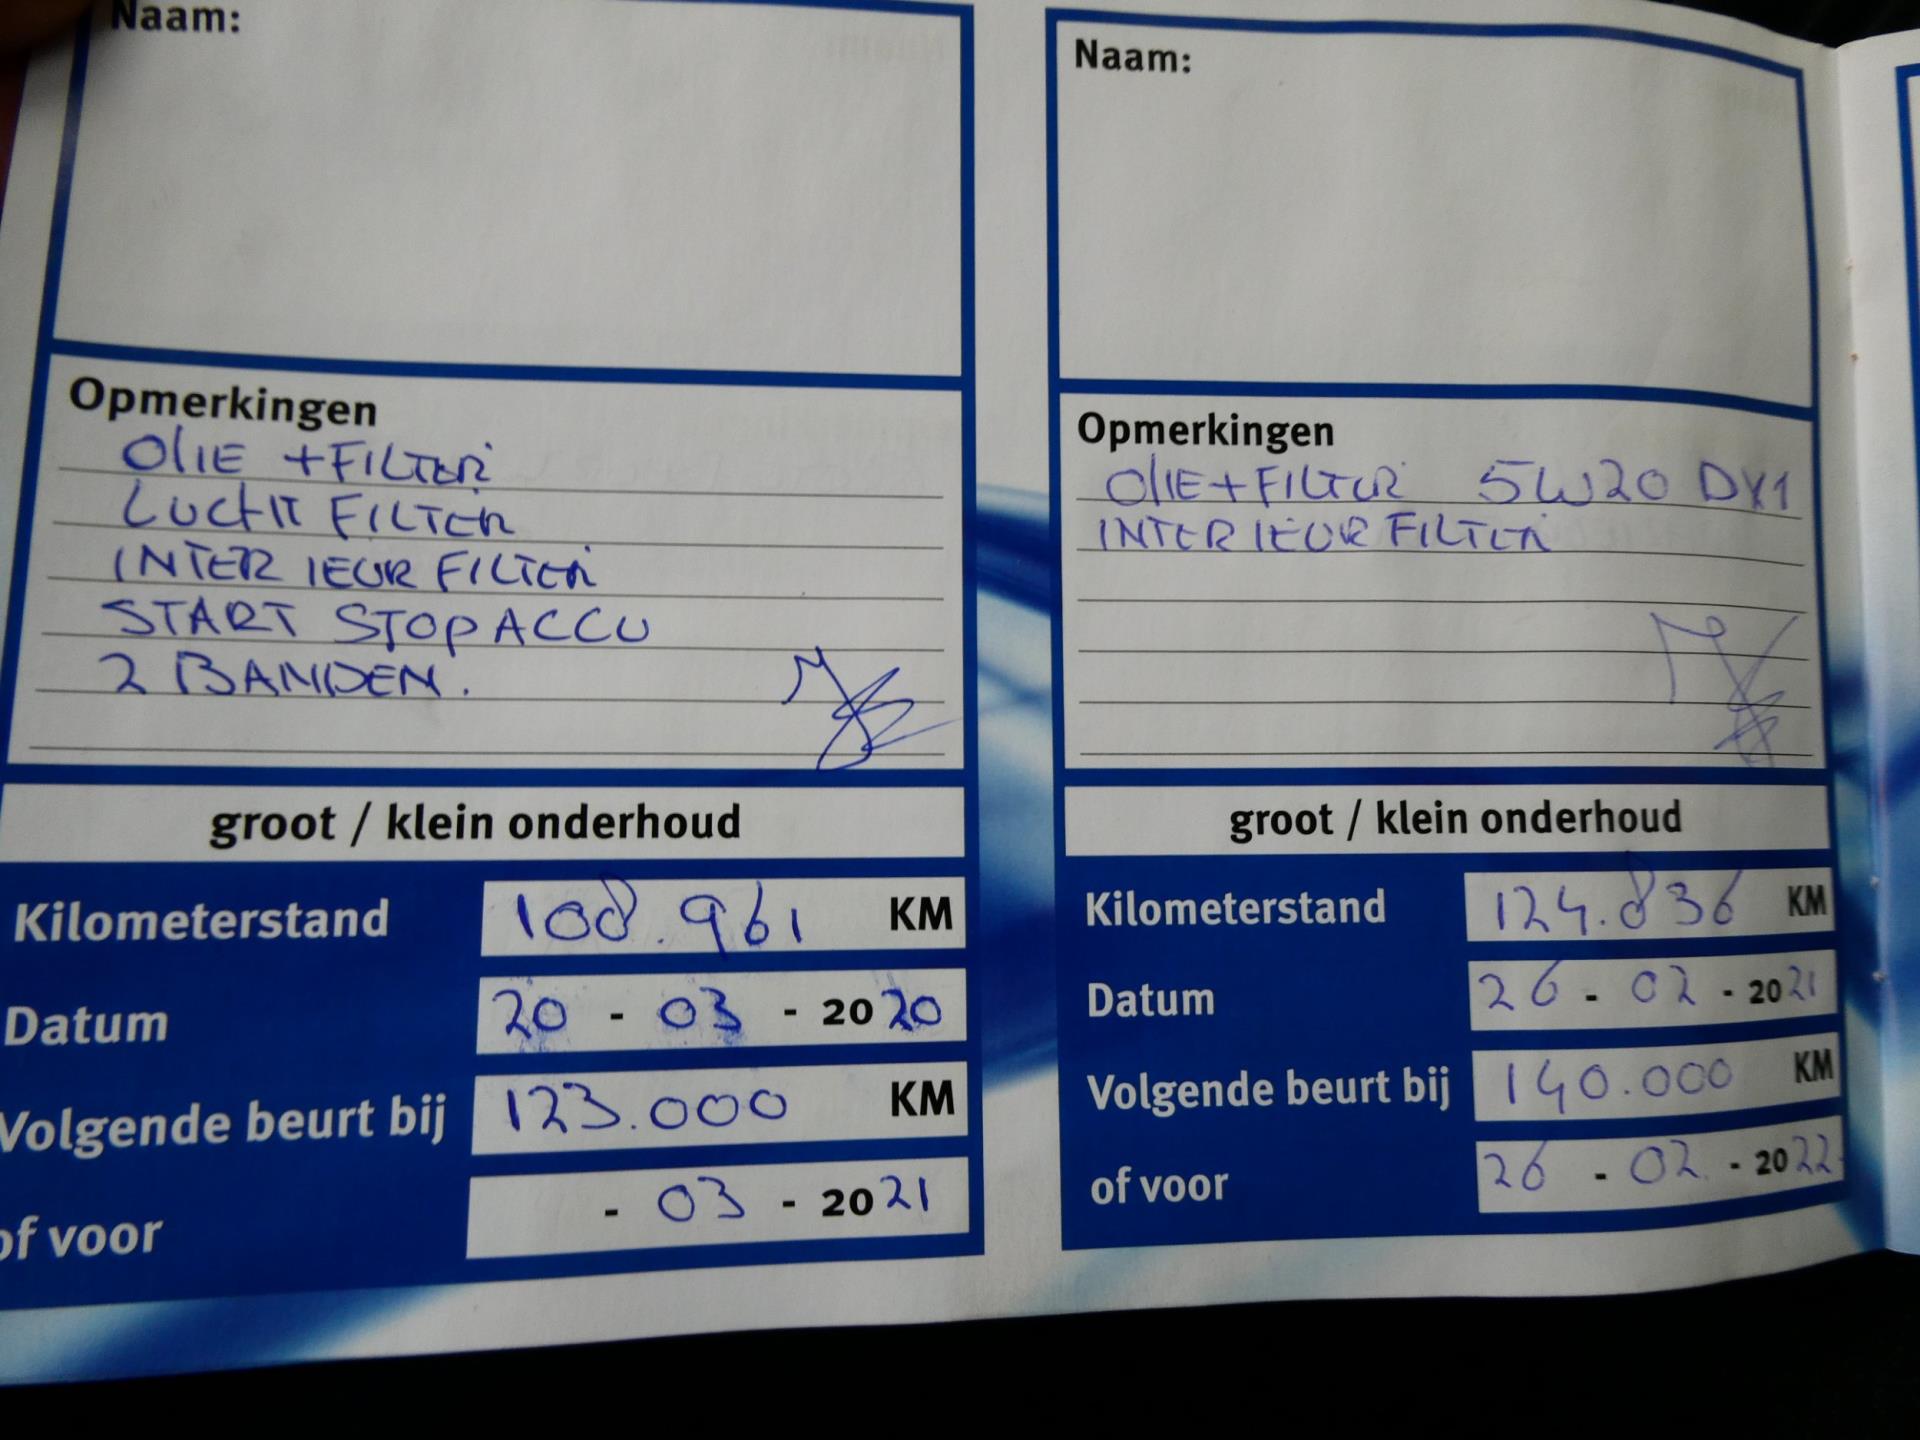 Naam:
Opmerkingen
OLIE + FILTER
LUCHT FILTER
INTERIEUR FILTER
START STOP ACCU
2 BANDEN.
groot / klein onderhoud
Kilometerstand 108.961 KM
Datum 20 - 03 - 2020
Volgende beurt bij 123.000 KM
of voor - 03 - 2021
Naam:
Opmerkingen
OLIE + FILTER 5W20 DX1
INTERIEUR FILTER
groot / klein onderhoud
Kilometerstand 124.836 KM
Datum 26 - 02 - 2021
Volgende beurt bij 140.000 KM
of voor 26 - 02 - 2022